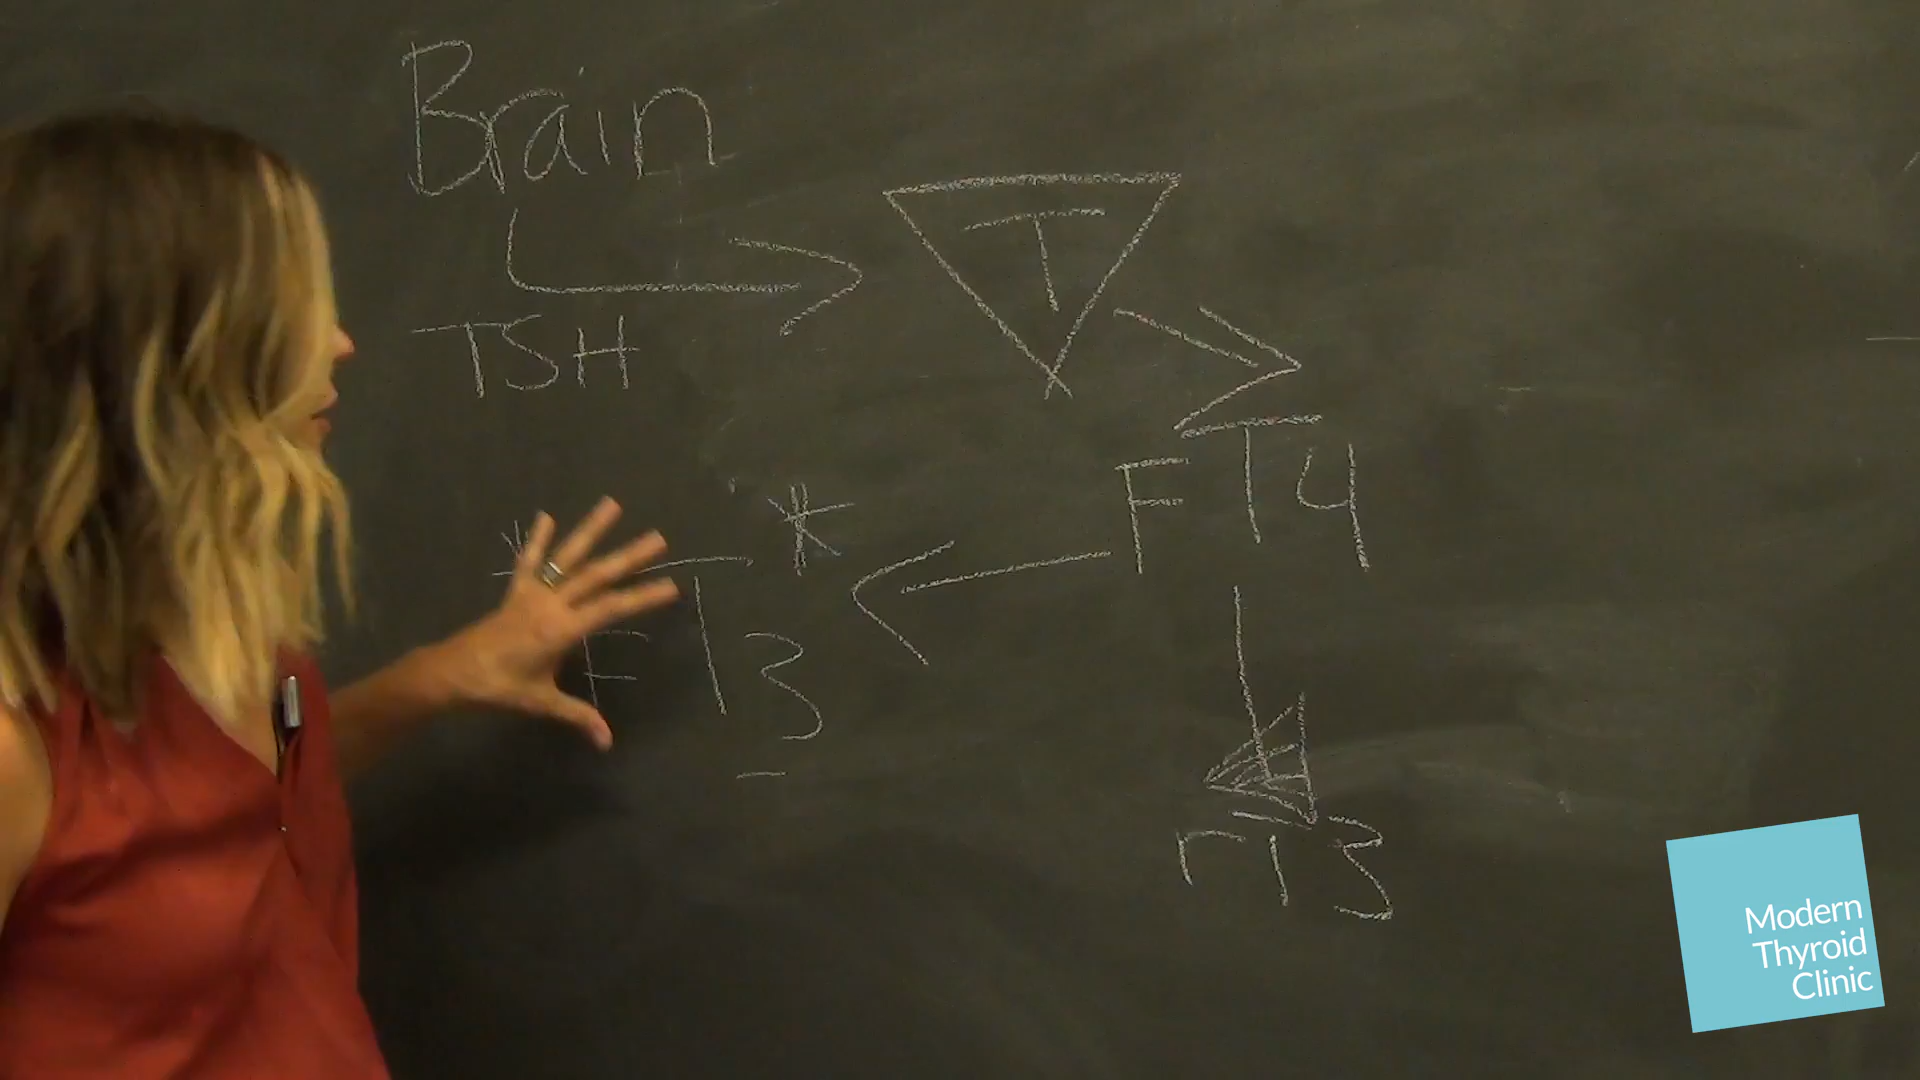 Brain
T
TSH
FT4
* FT3 *
rT3
Modern
Thyroid
Clinic